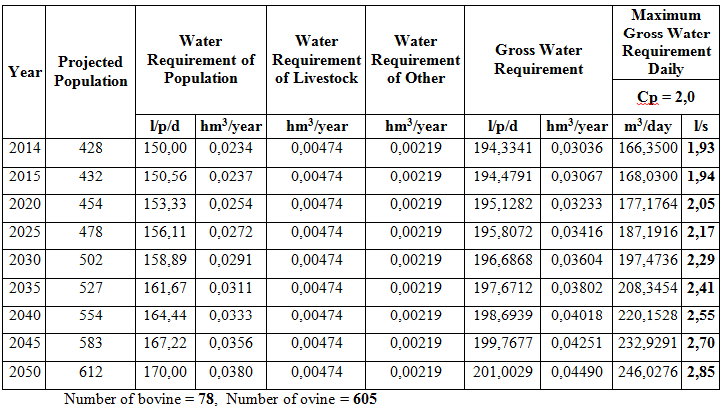 Year Projected Population Water Requirement of Population Water Requirement of Livestock Water Requirement of Other Gross Water Requirement Maximum Gross Water Requirement Daily
Cp = 2,0
l/p/d hm³/year hm³/year hm³/year l/p/d hm³/year m³/day l/s
2014 428 150,00 0,0234 0,00474 0,00219 194,3341 0,03036 166,3500 1,93
2015 432 150,56 0,0237 0,00474 0,00219 194,4791 0,03067 168,0300 1,94
2020 454 153,33 0,0254 0,00474 0,00219 195,1282 0,03233 177,1764 2,05
2025 478 156,11 0,0272 0,00474 0,00219 195,8072 0,03416 187,1916 2,17
2030 502 158,89 0,0291 0,00474 0,00219 196,6868 0,03604 197,4736 2,29
2035 527 161,67 0,0311 0,00474 0,00219 197,6712 0,03802 208,3454 2,41
2040 554 164,44 0,0333 0,00474 0,00219 198,6939 0,04018 220,1528 2,55
2045 583 167,22 0,0356 0,00474 0,00219 199,7677 0,04251 232,9291 2,70
2050 612 170,00 0,0380 0,00474 0,00219 201,0029 0,04490 246,0276 2,85
Number of bovine = 78, Number of ovine = 605